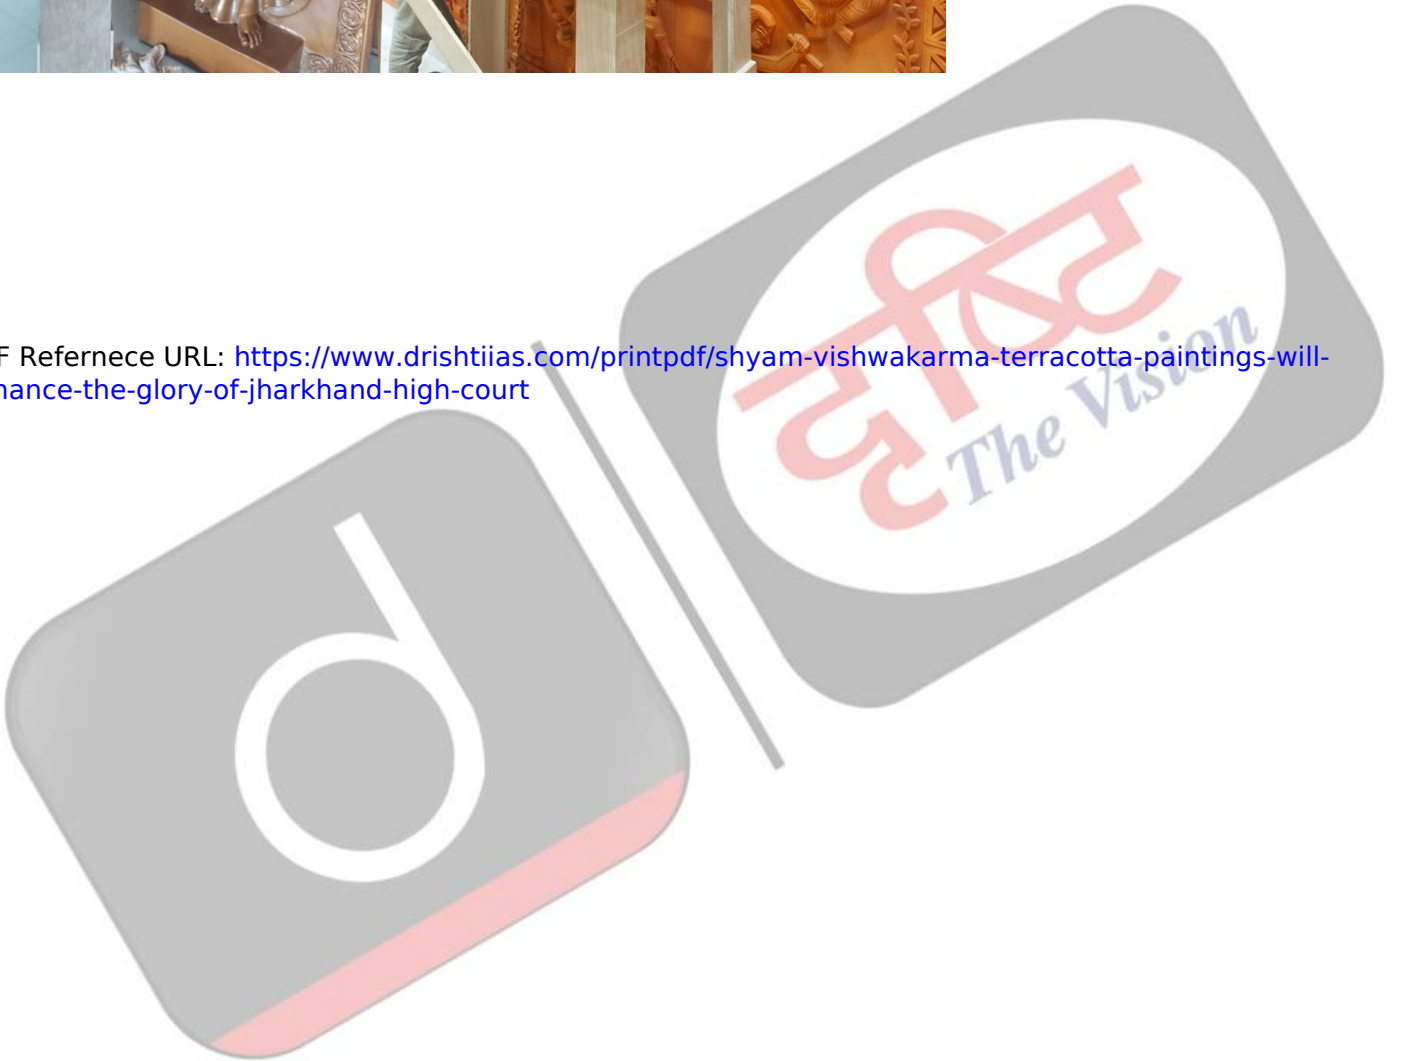 F Refernece URL: https://www.drishtiias.com/printpdf/shyam-vishwakarma-terracotta-paintings-will-
nance-the-glory-of-jharkhand-high-court
दृष्टि
The Vision
d